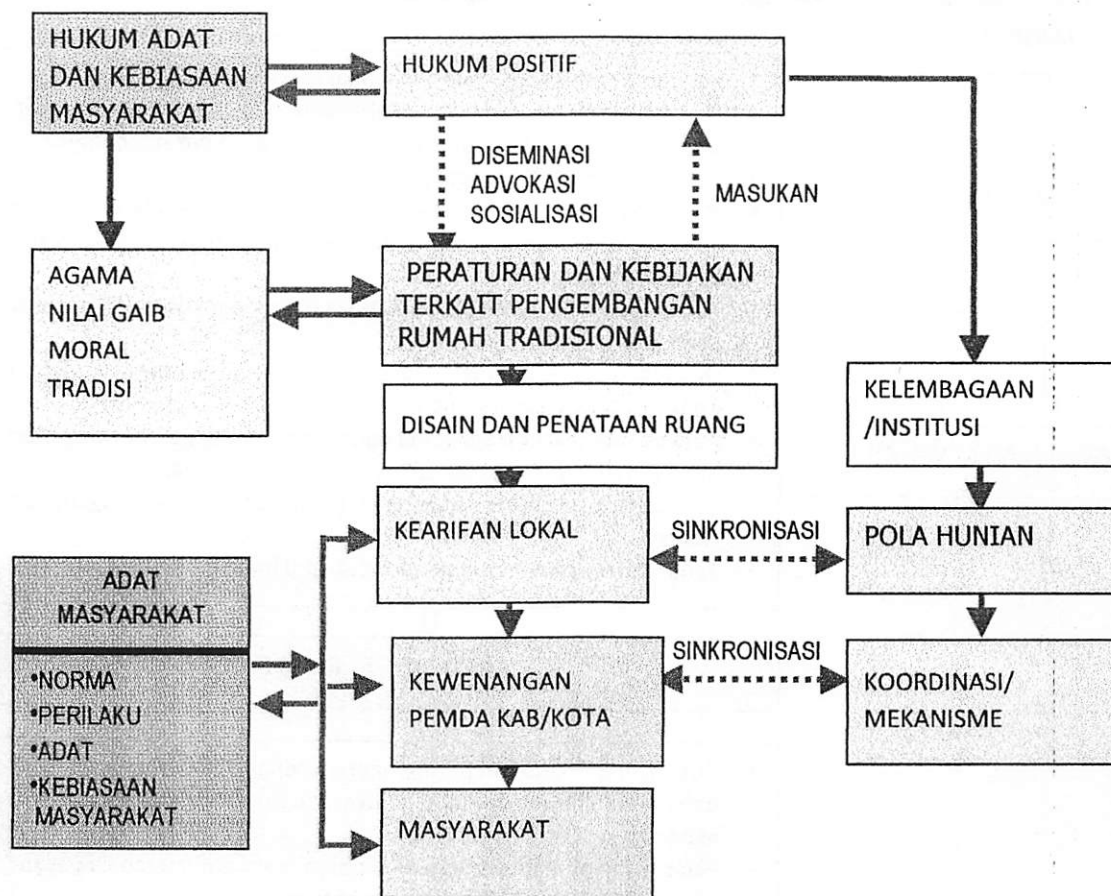 HUKUM ADAT
DAN KEBIASAAN
MASYARAKAT
HUKUM POSITIF
DISEMINASI
ADVOKASI
SOSIALISASI
MASUKAN
AGAMA
NILAI GAIB
MORAL
TRADISI
PERATURAN DAN KEBIJAKAN
TERKAIT PENGEMBANGAN
RUMAH TRADISIONAL
DISAIN DAN PENATAAN RUANG
KELEMBAGAAN
/INSTITUSI
KEARIFAN LOKAL
SINKRONISASI
POLA HUNIAN
ADAT
MASYARAKAT
•NORMA
•PERILAKU
•ADAT
•KEBIASAAN
MASYARAKAT
KEWENANGAN
PEMDA KAB/KOTA
SINKRONISASI
KOORDINASI/
MEKANISME
MASYARAKAT